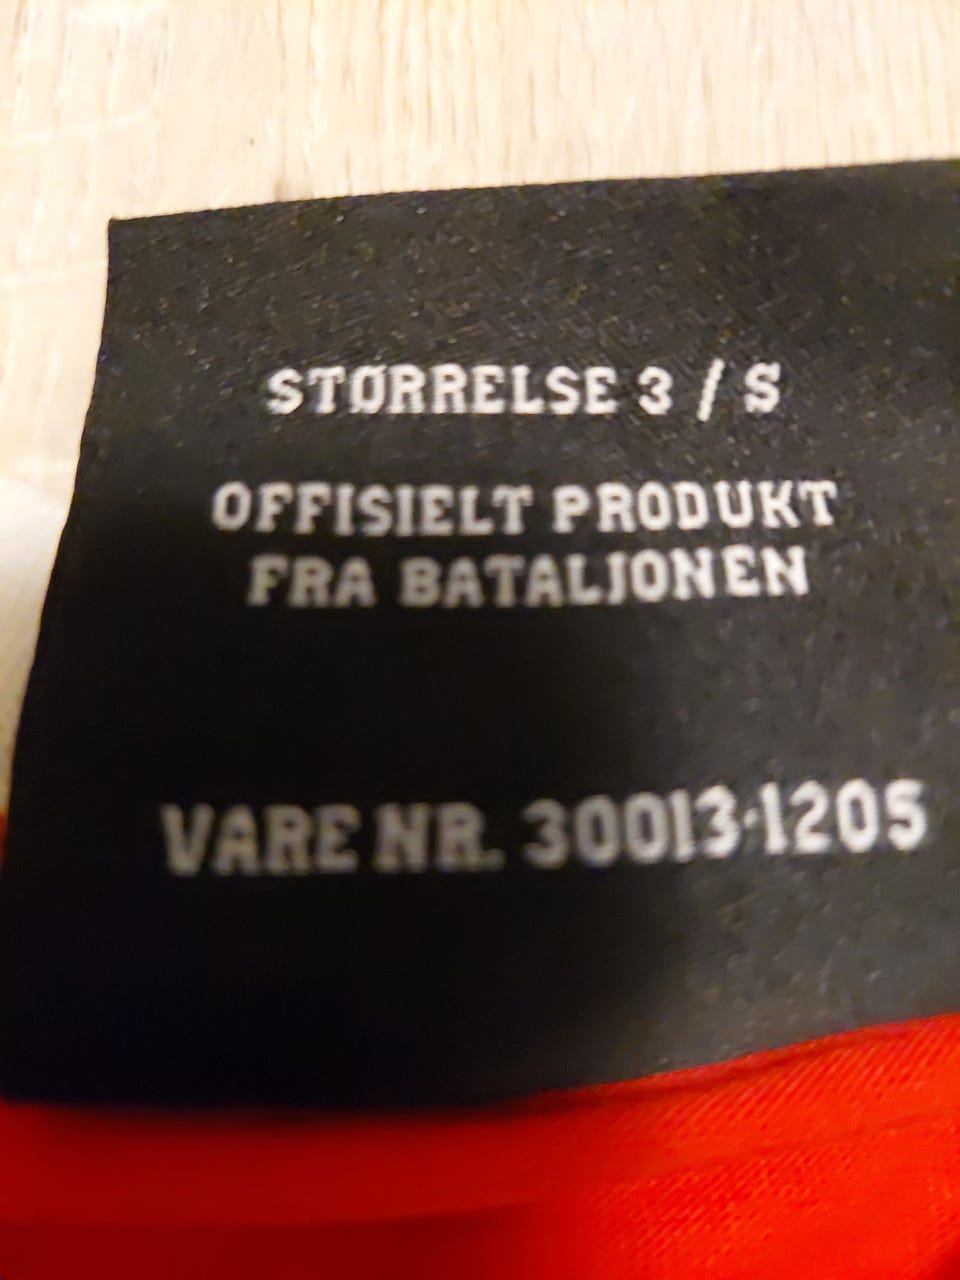 STØRRELSE 3 / S
OFFISIELT PRODUKT
FRA BATALJONEN
VARE NR. 30013-1205